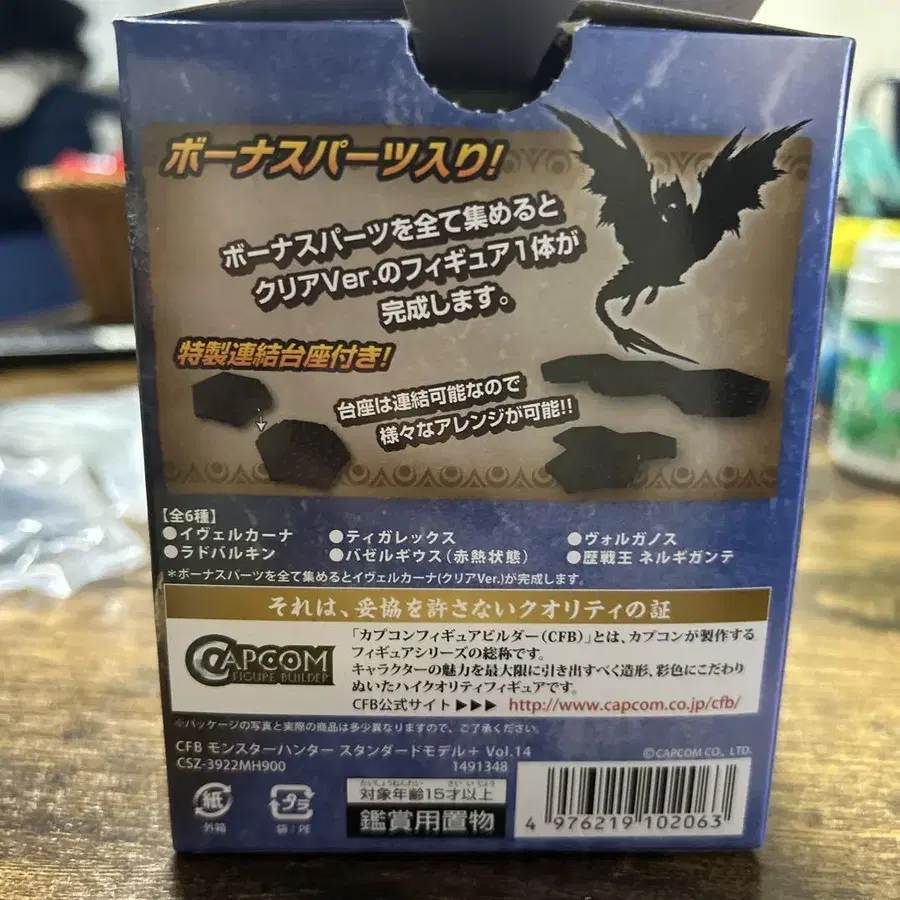 ボーナスパーツ入り!
ボーナスパーツを全て集めると
クリアVer.のフィギュア1体が
完成します。
特製連結台座付き!
台座は連結可能なので
様々なアレンジが可能!!
【全6種】
●イヴェルカーナ ●ティガレックス ●ヴォルガノス
●ラドバルキン ●バゼルギウス(赤熱状態) ●歴戦王 ネルギガンテ
*ボーナスパーツを全て集めるとイヴェルカーナ(クリアVer.)が完成します。
それは、妥協を許さないクオリティの証
CAPCOM
FIGURE BUILDER
「カプコンフィギュアビルダー(CFB)」とは、カプコンが製作する
フィギュアシリーズの総称です。
キャラクターの魅力を最大限に引き出すべく造形、彩色にこだわり
ぬいたハイクオリティフィギュアです。
CFB公式サイト ▶▶▶ http://www.capcom.co.jp/cfb/
※パッケージの写真と実際の商品は多少異なりますので、ご了承ください。
CFB モンスターハンター スタンダードモデル+ Vol.14
©CAPCOM CO., LTD.
CSZ-3922MH900 1491348
紙
外箱
プラ
袋:PE
たいしょうねんれい さい いじょう
対象年齢15才以上
鑑賞用置物
4 976219 102063